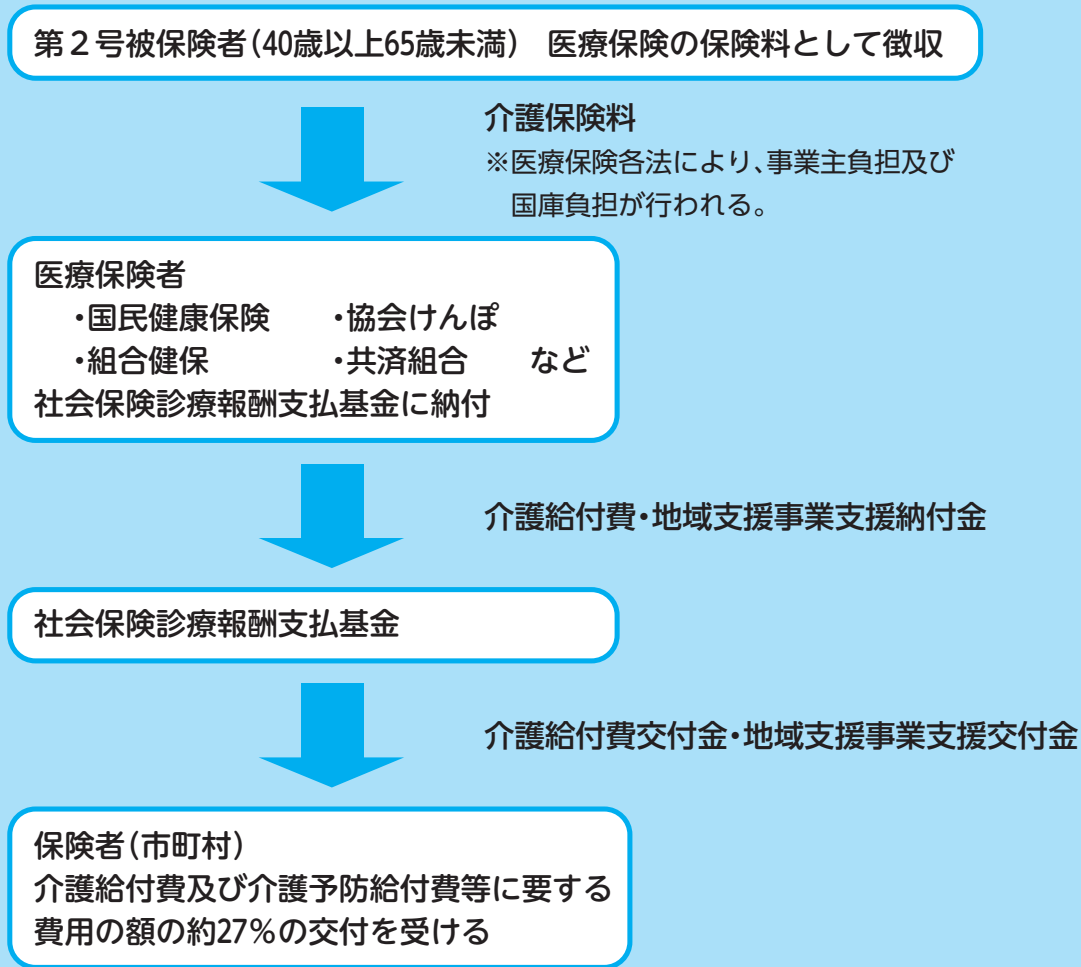 第2号被保険者(40歳以上65歳未満)　医療保険の保険料として徴収
介護保険料
※医療保険各法により、事業主負担及び
国庫負担が行われる。
医療保険者
・国民健康保険　・協会けんぽ
・組合健保　・共済組合　など
社会保険診療報酬支払基金に納付
介護給付費・地域支援事業支援納付金
社会保険診療報酬支払基金
介護給付費交付金・地域支援事業支援交付金
保険者(市町村)
介護給付費及び介護予防給付費等に要する
費用の額の約27%の交付を受ける